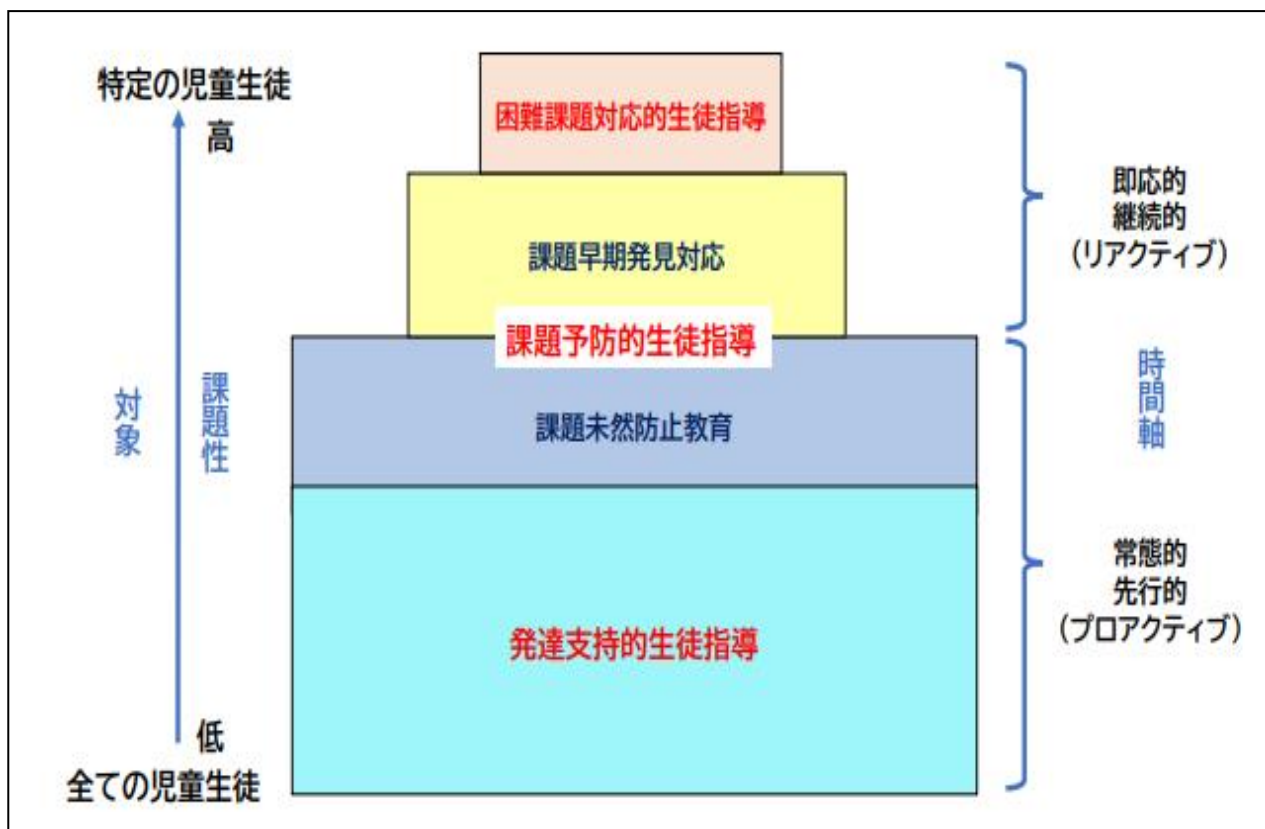 特定の児童生徒
高
対象
課題性
低
全ての児童生徒
困難課題対応的生徒指導
課題早期発見対応
課題予防的生徒指導
課題未然防止教育
発達支持的生徒指導
即応的
継続的
（リアクティブ）
時間軸
常態的
先行的
（プロアクティブ）